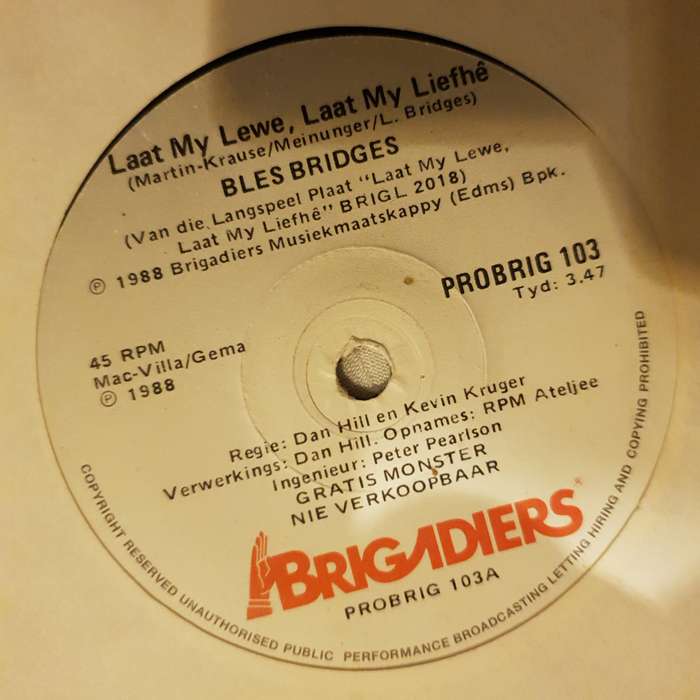 Laat My Lewe, Laat My Liefhê
(Martin-Krause/Meinunger/L. Bridges)
BLES BRIDGES
(Van die Langspeel Plaat "Laat My Lewe,
Laat My Liefhê" BRIGL 2018)
℗ 1988 Brigadiers Musiekmaatskappy (Edms) Bpk.
PROBRIG 103
Tyd: 3.47
45 RPM
Mac-Villa/Gema
℗ 1988
Regie: Dan Hill en Kevin Kruger
Verwerkings: Dan Hill. Opnames: RPM Ateljee
Ingenieur: Peter Pearlson
GRATIS MONSTER
NIE VERKOOPBAAR
BRIGADIERS
PROBRIG 103A
COPYRIGHT RESERVED UNAUTHORISED PUBLIC PERFORMANCE BROADCASTING LETTING HIRING AND COPYING PROHIBITED